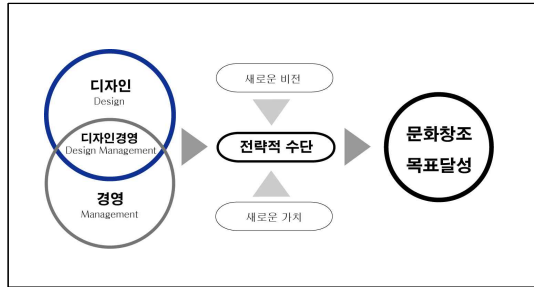 디자인
Design
디자인경영
Design Management
경영
Management
새로운 비전
전략적 수단
새로운 가치
문화창조
목표달성